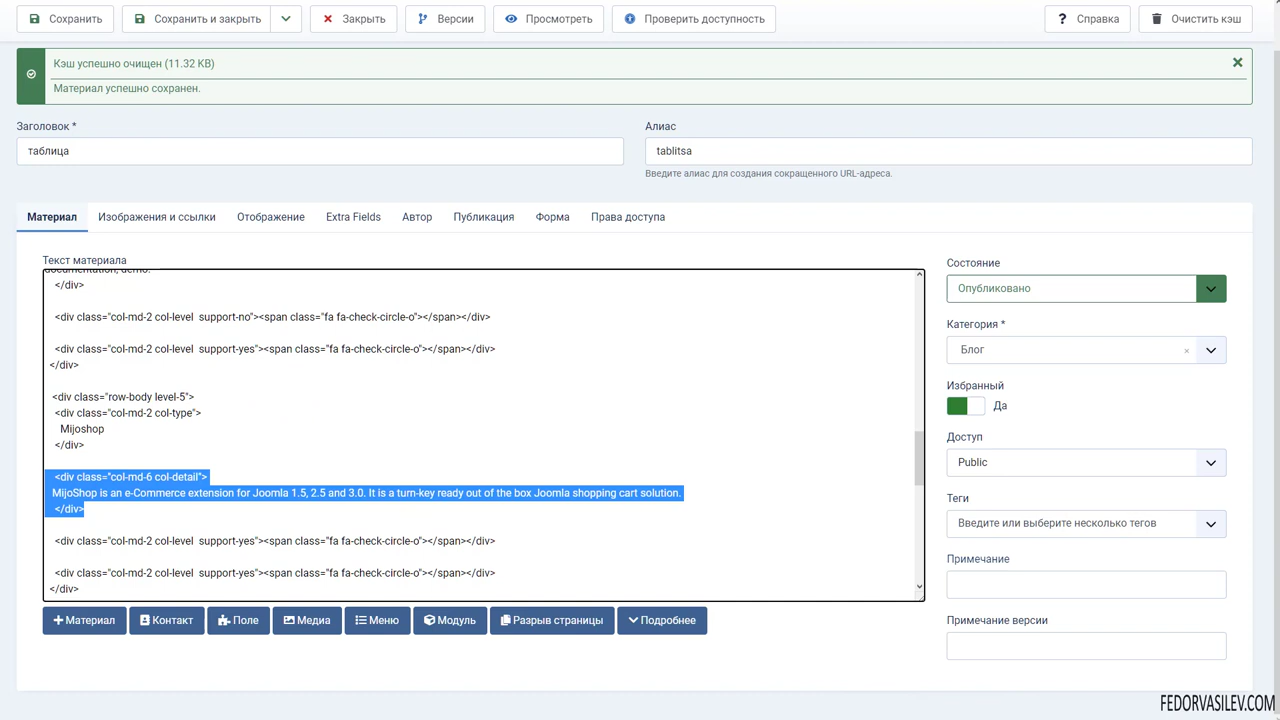 Сохранить
Сохранить и закрыть
Закрыть
Версии
Просмотреть
Проверить доступность
Справка
Очистить кэш
Кэш успешно очищен (11.32 KB)
Материал успешно сохранен.
Заголовок *
таблица
Алиас
tablitsa
Введите алиас для создания сокращенного URL-адреса.
Материал
Изображения и ссылки
Отображение
Extra Fields
Автор
Публикация
Форма
Права доступа
Текст материала
documentation, demo.
</div>
<div class="col-md-2 col-level  support-no"><span class="fa fa-check-circle-o"></span></div>
<div class="col-md-2 col-level  support-yes"><span class="fa fa-check-circle-o"></span></div>
</div>
<div class="row-body level-5">
<div class="col-md-2 col-type">
Mijoshop
</div>
<div class="col-md-6 col-detail">
MijoShop is an e-Commerce extension for Joomla 1.5, 2.5 and 3.0. It is a turn-key ready out of the box Joomla shopping cart solution.
</div>
<div class="col-md-2 col-level  support-yes"><span class="fa fa-check-circle-o"></span></div>
<div class="col-md-2 col-level  support-yes"><span class="fa fa-check-circle-o"></span></div>
</div>
Материал
Контакт
Поле
Медиа
Меню
Модуль
Разрыв страницы
Подробнее
Состояние
Опубликовано
Категория *
Блог
Избранный
Да
Доступ
Public
Теги
Введите или выберите несколько тегов
Примечание
Примечание версии
FEDORVASILEV.COM